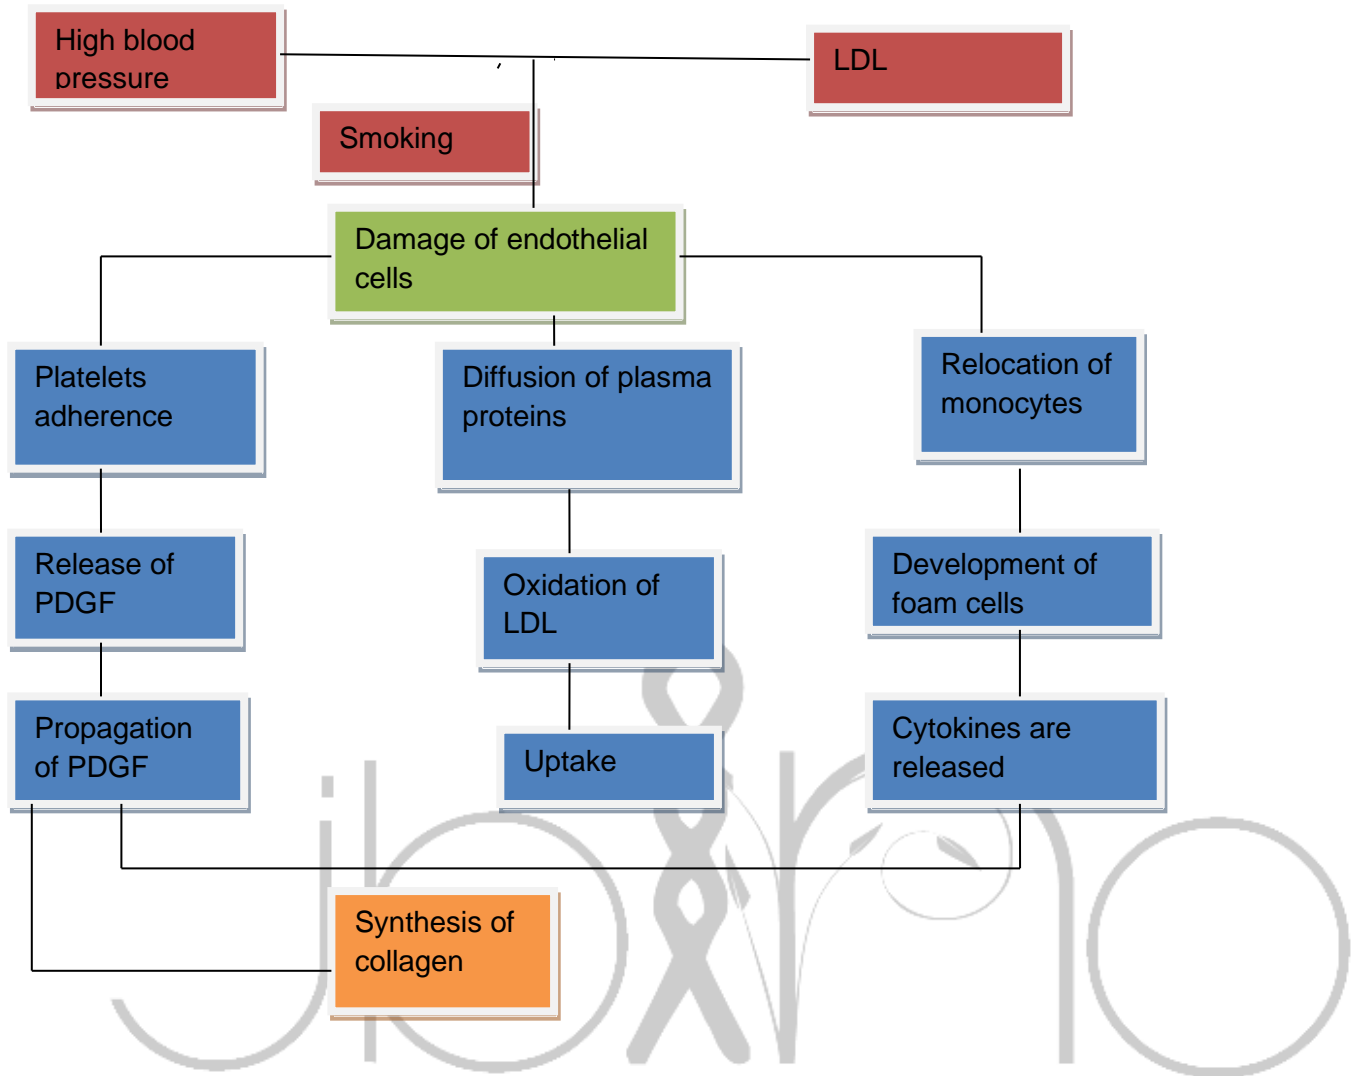 High blood
pressure
LDL
Smoking
Damage of endothelial
cells
Platelets
adherence
Diffusion of plasma
proteins
Relocation of
monocytes
Release of
PDGF
Oxidation of
LDL
Development of
foam cells
Propagation
of PDGF
Uptake
Cytokines are
released
Synthesis of
collagen